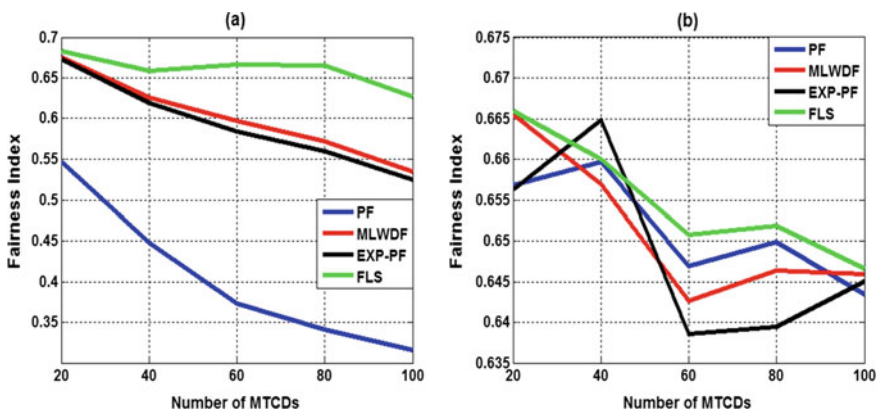 (a)
0.7
0.65
0.6
0.55
0.5
0.45
0.4
0.35
Fairness Index
20
40
60
80
100
Number of MTCDs
PF
MLWDF
EXP-PF
FLS
(b)
0.675
0.67
0.665
0.66
0.655
0.65
0.645
0.64
0.635
Fairness Index
20
40
60
80
100
Number of MTCDs
PF
MLWDF
EXP-PF
FLS